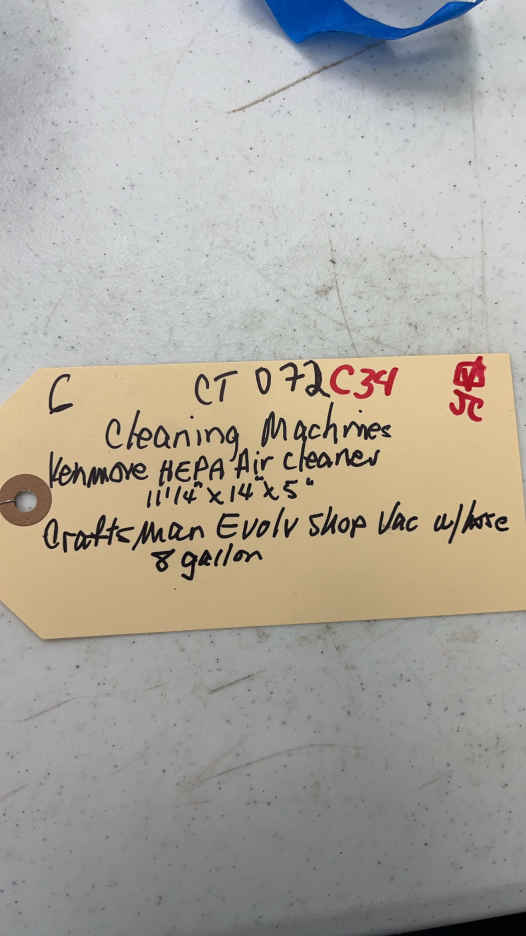 C CT 072 C34
JC
Cleaning Machines
Kenmore HEPA Air Cleaner
11 1/4" x 14" x 5"
Craftsman Evolv Shop Vac w/hose
8 gallon